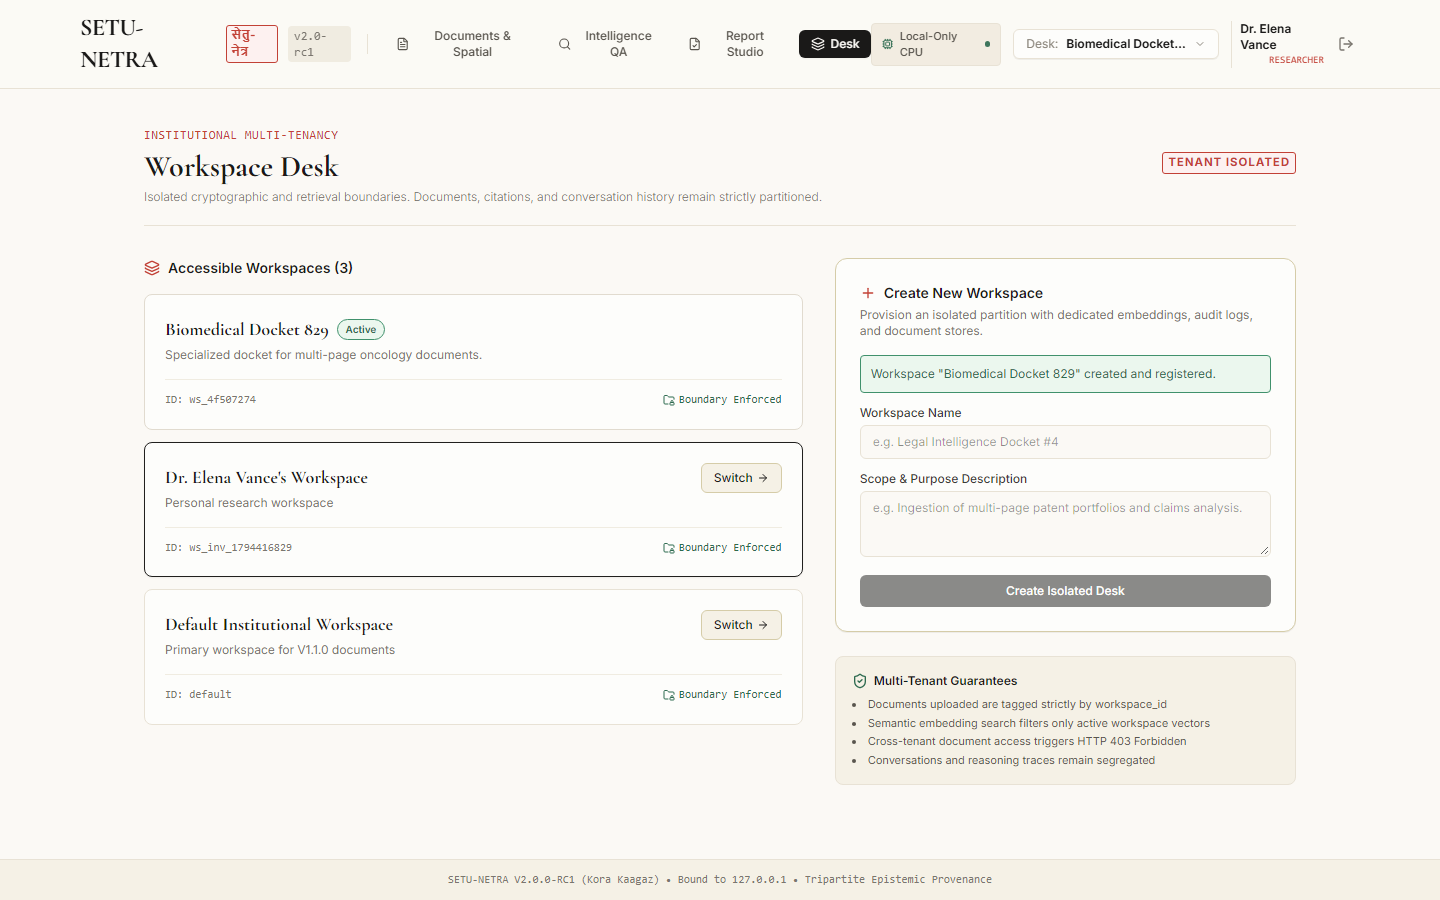 SETU-
NETRA
सेतु-
नेत्र
v2.0-
rc1
Documents &
Spatial
Intelligence
QA
Report
Studio
Desk
Local-Only
CPU
Desk: Biomedical Docket...
Dr. Elena
Vance
RESEARCHER
INSTITUTIONAL MULTI-TENANCY
Workspace Desk
TENANT ISOLATED
Isolated cryptographic and retrieval boundaries. Documents, citations, and conversation history remain strictly partitioned.
Accessible Workspaces (3)
Biomedical Docket 829 Active
Specialized docket for multi-page oncology documents.
ID: ws_4f507274 Boundary Enforced
Dr. Elena Vance's Workspace Switch →
Personal research workspace
ID: ws_inv_1794416829 Boundary Enforced
Default Institutional Workspace Switch →
Primary workspace for V1.1.0 documents
ID: default Boundary Enforced
Create New Workspace
Provision an isolated partition with dedicated embeddings, audit logs,
and document stores.
Workspace "Biomedical Docket 829" created and registered.
Workspace Name
e.g. Legal Intelligence Docket #4
Scope & Purpose Description
e.g. Ingestion of multi-page patent portfolios and claims analysis.
Create Isolated Desk
Multi-Tenant Guarantees
• Documents uploaded are tagged strictly by workspace_id
• Semantic embedding search filters only active workspace vectors
• Cross-tenant document access triggers HTTP 403 Forbidden
• Conversations and reasoning traces remain segregated
SETU-NETRA V2.0.0-RC1 (Kora Kaagaz) • Bound to 127.0.0.1 • Tripartite Epistemic Provenance